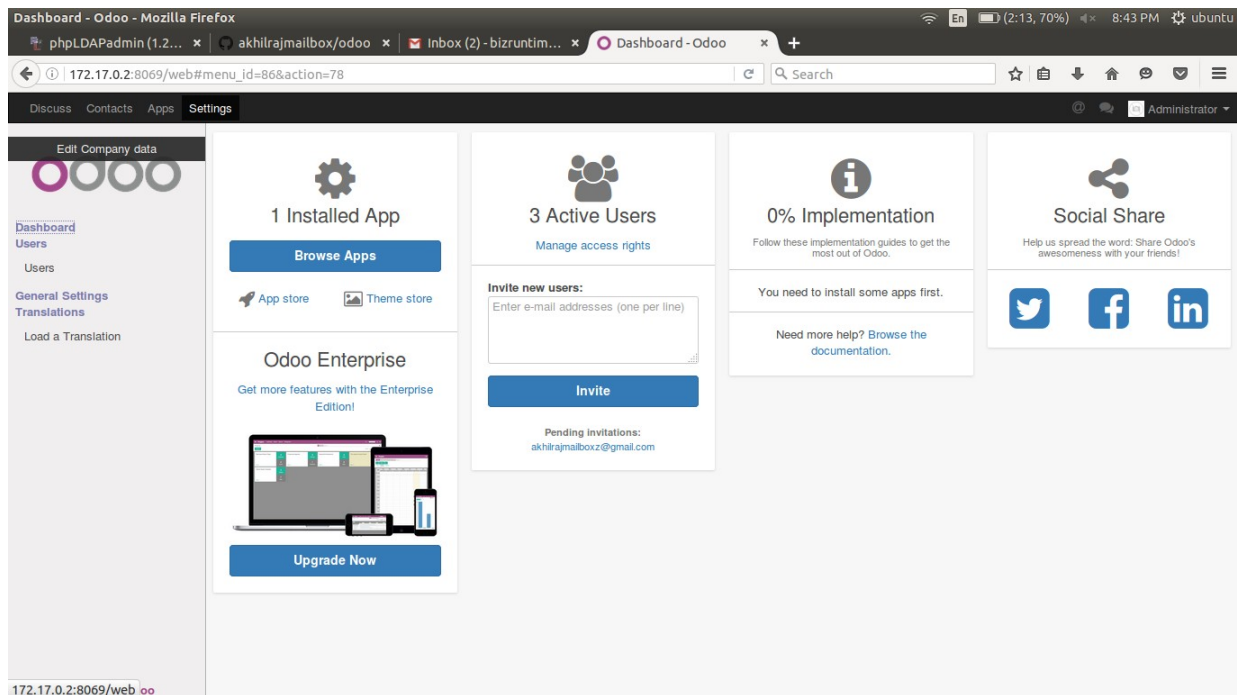 Dashboard - Odoo - Mozilla Firefox
En (2:13, 70%) 8:43 PM ubuntu
phpLDAPadmin (1.2... × akhilrajmailbox/odoo × Inbox (2) - bizruntim... × Dashboard - Odoo × +
172.17.0.2:8069/web#menu_id=86&action=78 Search
Discuss Contacts Apps Settings @ Administrator
Edit Company data
odoo
Dashboard
Users
Users
General Settings
Translations
Load a Translation
1 Installed App
Browse Apps
App store Theme store
Odoo Enterprise
Get more features with the Enterprise
Edition!
Upgrade Now
3 Active Users
Manage access rights
Invite new users:
Enter e-mail addresses (one per line)
Invite
Pending invitations:
akhilrajmailboxz@gmail.com
0% Implementation
Follow these implementation guides to get the
most out of Odoo.
You need to install some apps first.
Need more help? Browse the
documentation.
Social Share
Help us spread the word: Share Odoo's
awesomeness with your friends!
172.17.0.2:8069/web oo